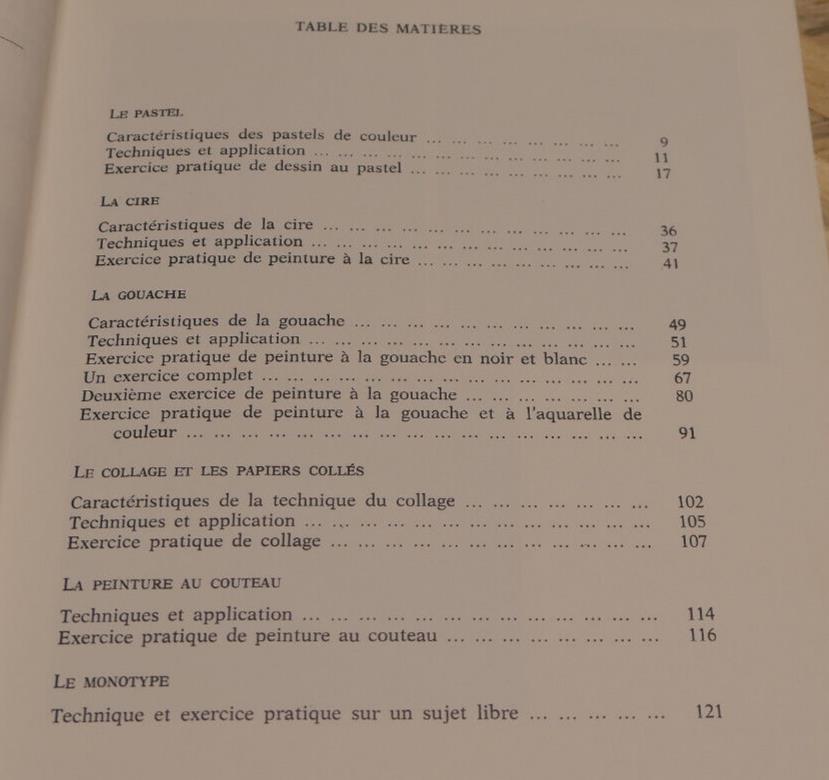 TABLE DES MATIÈRES
LE PASTEL
Caractéristiques des pastels de couleur ... ... ... ... ... ... ... ... 9
Techniques et application ... ... ... ... ... ... ... ... ... ... ... ... 11
Exercice pratique de dessin au pastel ... ... ... ... ... ... ... ... ... 17
LA CIRE
Caractéristiques de la cire ... ... ... ... ... ... ... ... ... ... ... ... 36
Techniques et application ... ... ... ... ... ... ... ... ... ... ... ... ... 37
Exercice pratique de peinture à la cire ... ... ... ... ... ... ... ... ... 41
LA GOUACHE
Caractéristiques de la gouache ... ... ... ... ... ... ... ... ... ... ... 49
Techniques et application ... ... ... ... ... ... ... ... ... ... ... ... ... 51
Exercice pratique de peinture à la gouache en noir et blanc ... ... 59
Un exercice complet ... ... ... ... ... ... ... ... ... ... ... ... ... ... ... 67
Deuxième exercice de peinture à la gouache ... ... ... ... ... ... ... 80
Exercice pratique de peinture à la gouache et à l'aquarelle de
couleur ... ... ... ... ... ... ... ... ... ... ... ... ... ... ... ... ... 91
LE COLLAGE ET LES PAPIERS COLLÉS
Caractéristiques de la technique du collage ... ... ... ... ... ... ... 102
Techniques et application ... ... ... ... ... ... ... ... ... ... ... ... ... 105
Exercice pratique de collage ... ... ... ... ... ... ... ... ... ... ... ... 107
LA PEINTURE AU COUTEAU
Techniques et application ... ... ... ... ... ... ... ... ... ... ... ... ... 114
Exercice pratique de peinture au couteau ... ... ... ... ... ... ... ... 116
LE MONOTYPE
Technique et exercice pratique sur un sujet libre ... ... ... ... ... 121